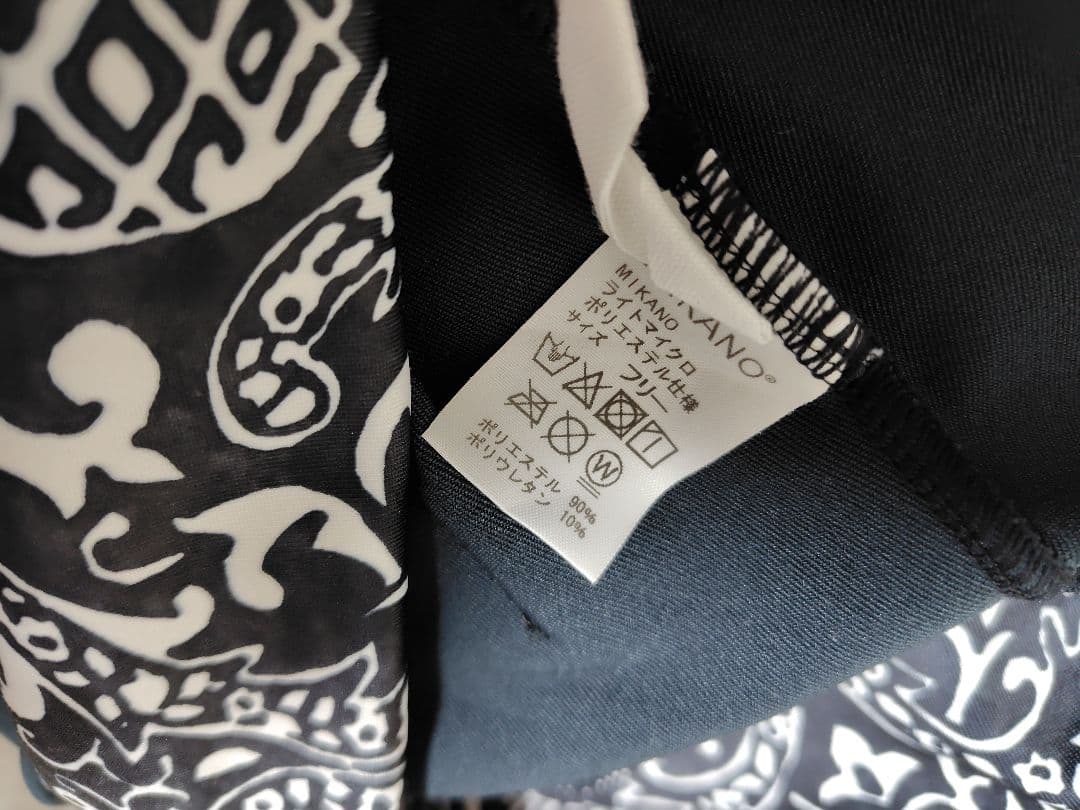 MIKANO®
MIKANO
ライトマイクロ
ポリエステル仕様
サイズ フリー
W
ポリエステル 90%
ポリウレタン 10%